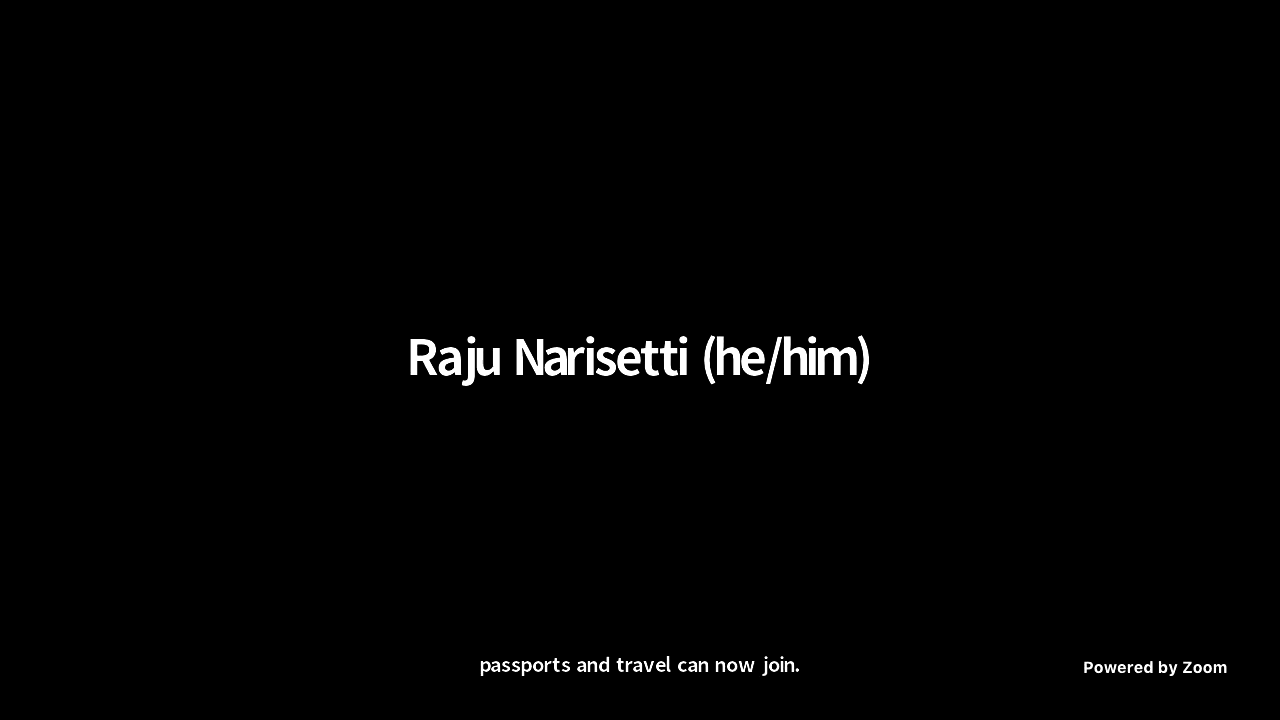 Raju Narisetti (he/him)
passports and travel can now join.
Powered by Zoom